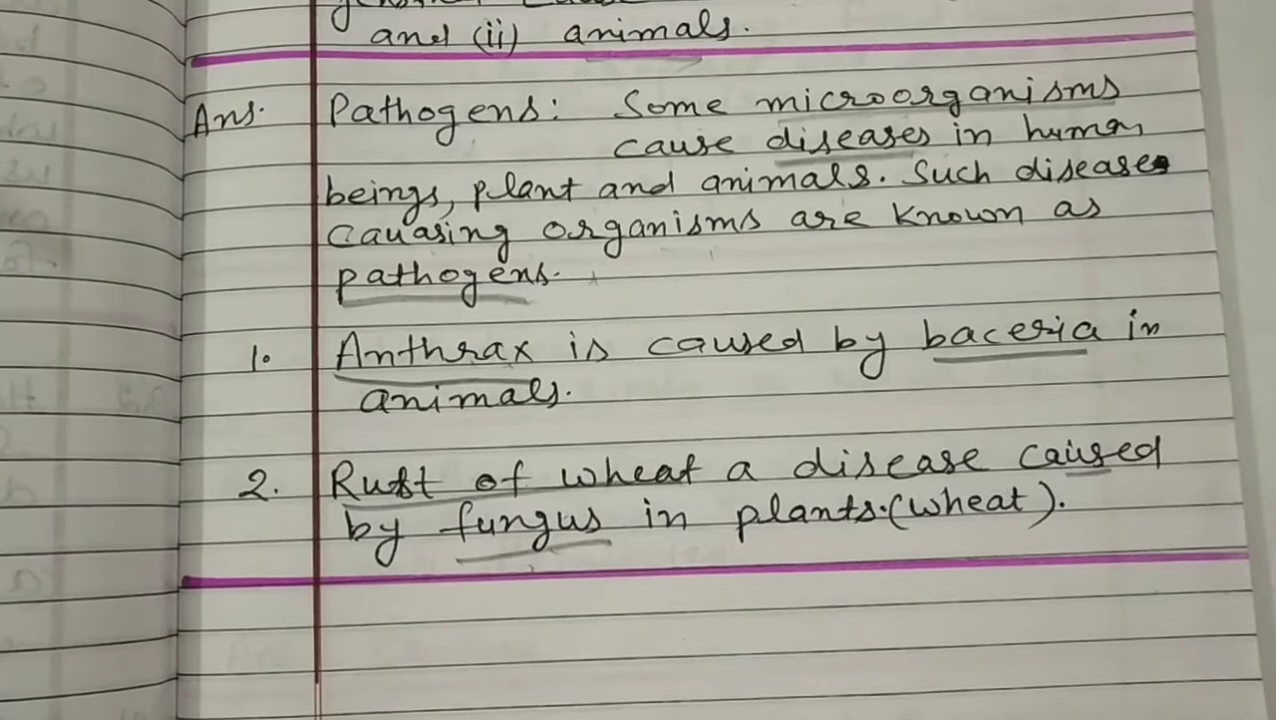 and (ii) animals.
Ans. Pathogens: Some microorganisms
cause diseases in human
beings, plant and animals. Such diseases
cauasing organisms are known as
pathogens.
1. Anthrax is caused by baceria in
animals.
2. Rust of wheat a disease caused
by fungus in plants.(wheat).